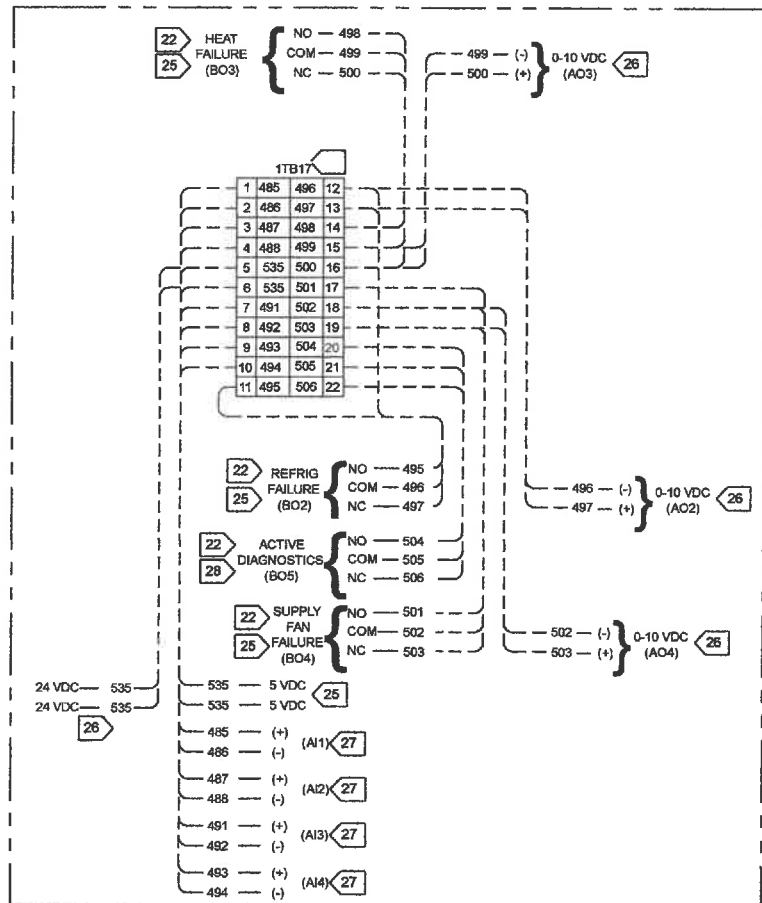 22 HEAT NO 498
25 FAILURE COM 499
(BO3) NC 500
499 (-) 0-10 VDC 26
500 (+) (AO3)
1TB17
1 485 496 12
2 486 497 13
3 487 498 14
4 488 499 15
5 535 500 16
6 535 501 17
7 491 502 18
8 492 503 19
9 493 504 20
10 494 505 21
11 495 506 22
22 REFRIG NO 495
25 FAILURE COM 496
(BO2) NC 497
496 (-) 0-10 VDC 26
497 (+) (AO2)
22 ACTIVE NO 504
28 DIAGNOSTICS COM 505
(BO5) NC 506
22 SUPPLY NO 501
FAN COM 502
25 FAILURE NC 503
(BO4)
502 (-) 0-10 VDC 26
503 (+) (AO4)
24 VDC 535
24 VDC 535
26
535 5 VDC 25
535 5 VDC
485 (+) (AI1) 27
486 (-)
487 (+) (AI2) 27
488 (-)
491 (+) (AI3) 27
492 (-)
493 (+) (AI4) 27
494 (-)